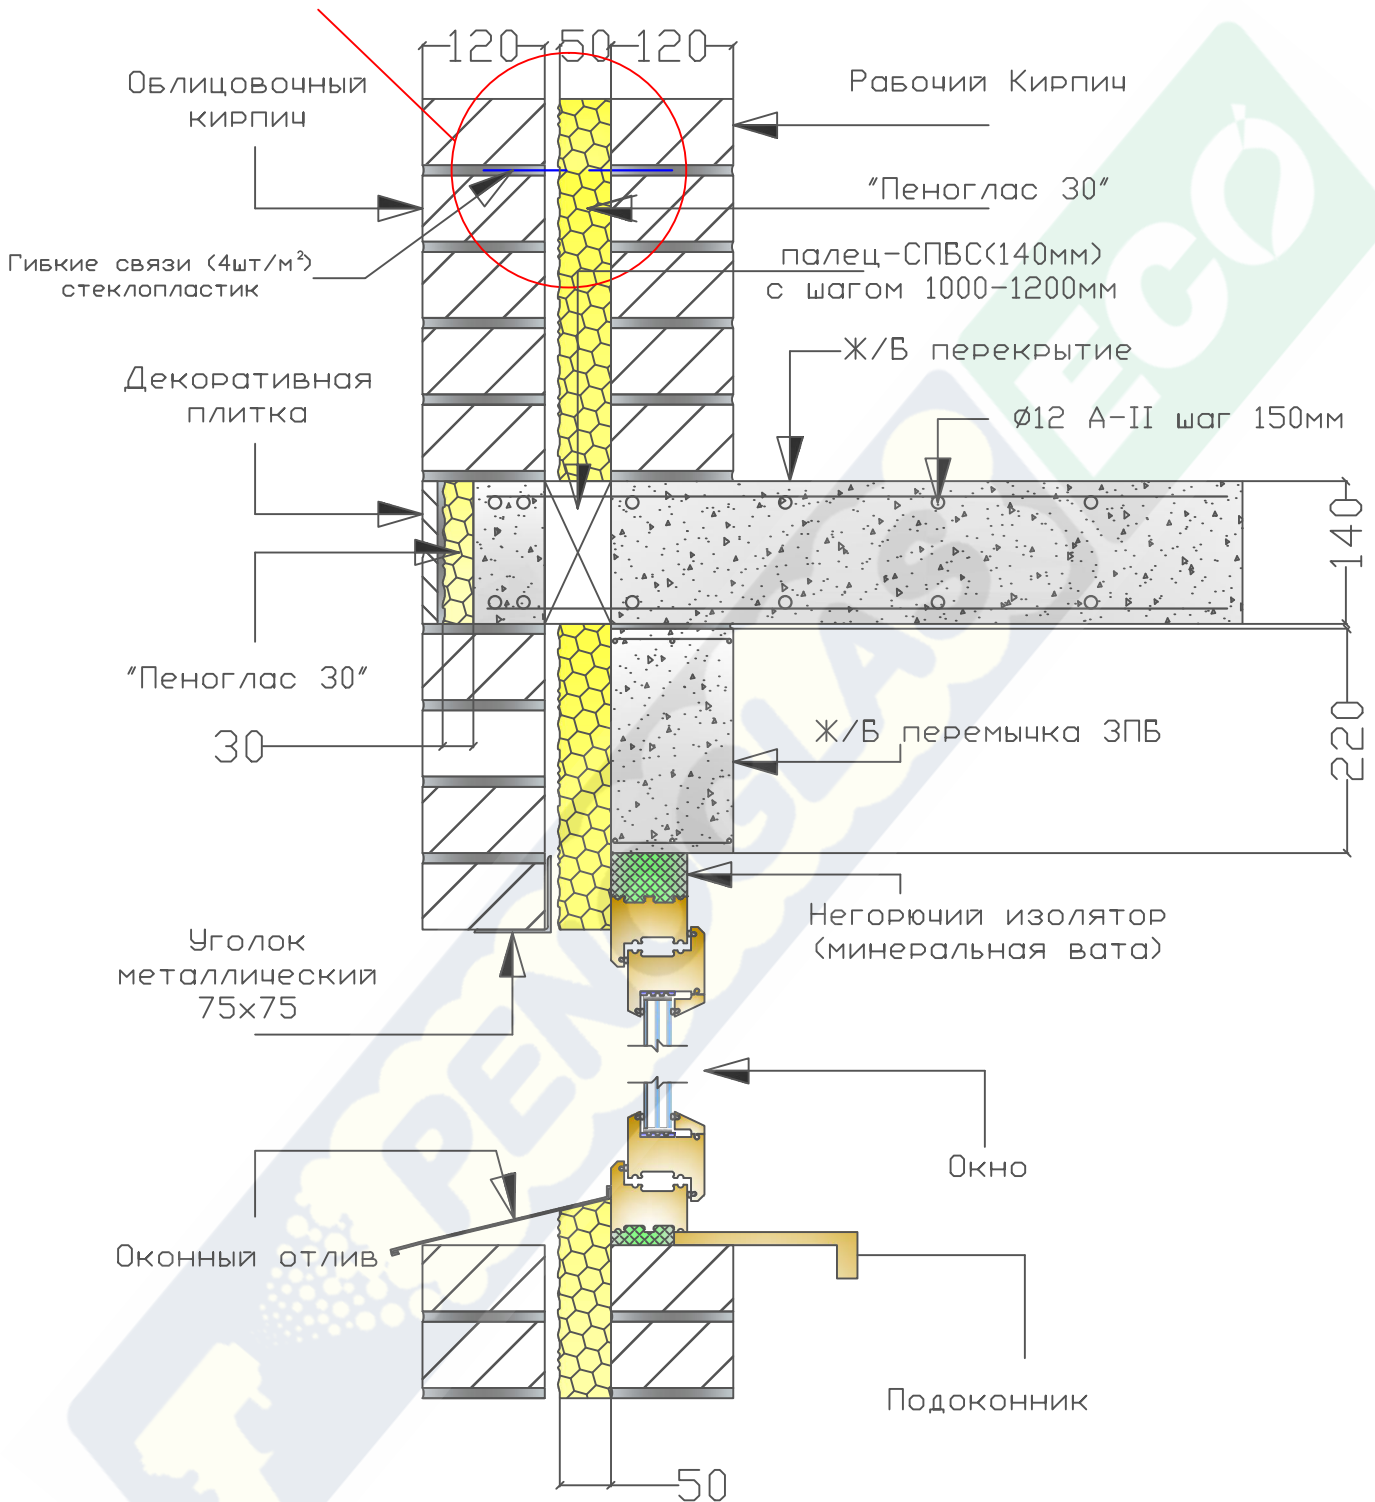 120 50 120
Облицовочный
кирпич
Рабочий Кирпич
"Пеноглас 30"
Гибкие связи (4шт/м²)
стеклопластик
палец-СПБС(140мм)
с шагом 1000-1200мм
Ж/Б перекрытие
Декоративная
плитка
Ø12 А-II шаг 150мм
140
"Пеноглас 30"
30
Ж/Б перемычка 3ПБ
220
Негорючий изолятор
(минеральная вата)
Уголок
металлический
75х75
Окно
Оконный отлив
Подоконник
50
PENOGLAS
ECO